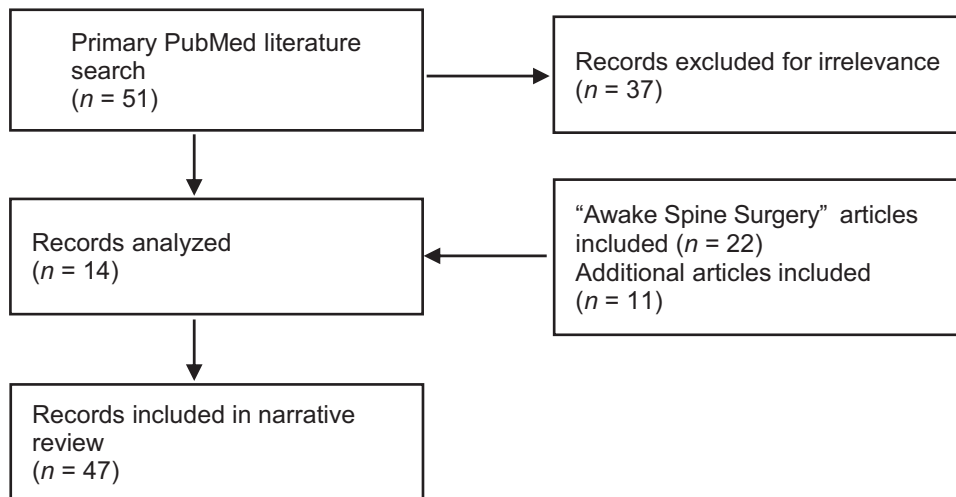 Primary PubMed literature
search
(n = 51)
Records excluded for irrelevance
(n = 37)
Records analyzed
(n = 14)
“Awake Spine Surgery” articles
included (n = 22)
Additional articles included
(n = 11)
Records included in narrative
review
(n = 47)